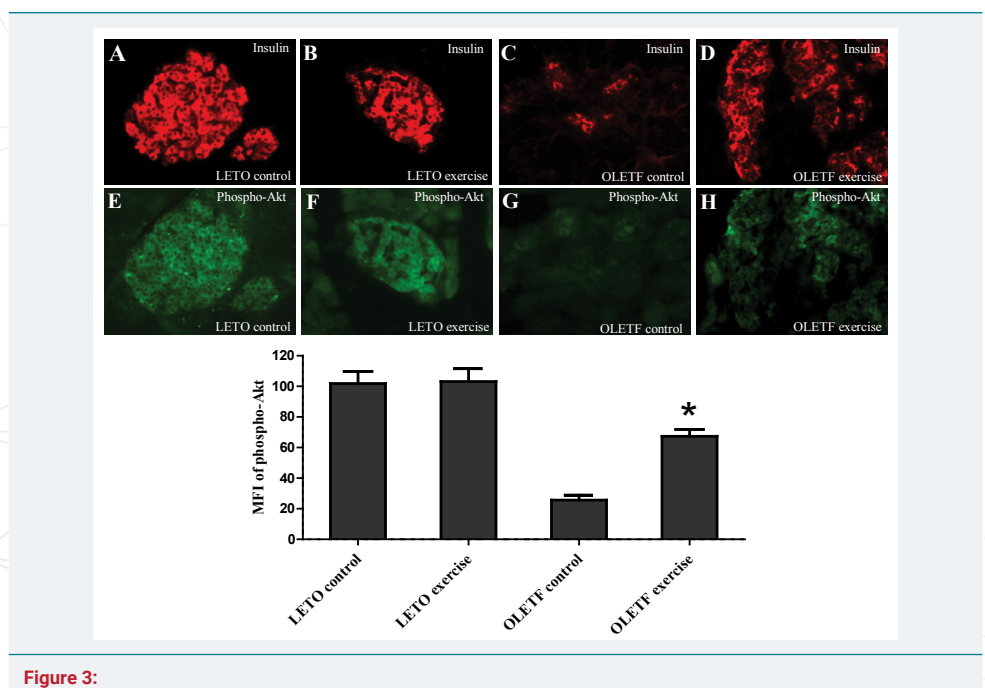 A Insulin B Insulin C Insulin D Insulin
LETO control LETO exercise OLETF control OLETF exercise
E Phospho-Akt F Phospho-Akt G Phospho-Akt H Phospho-Akt
LETO control LETO exercise OLETF control OLETF exercise
MFI of phospho-Akt
120
100
80
60
40
20
0
*
LETO control
LETO exercise
OLETF control
OLETF exercise
Figure 3: